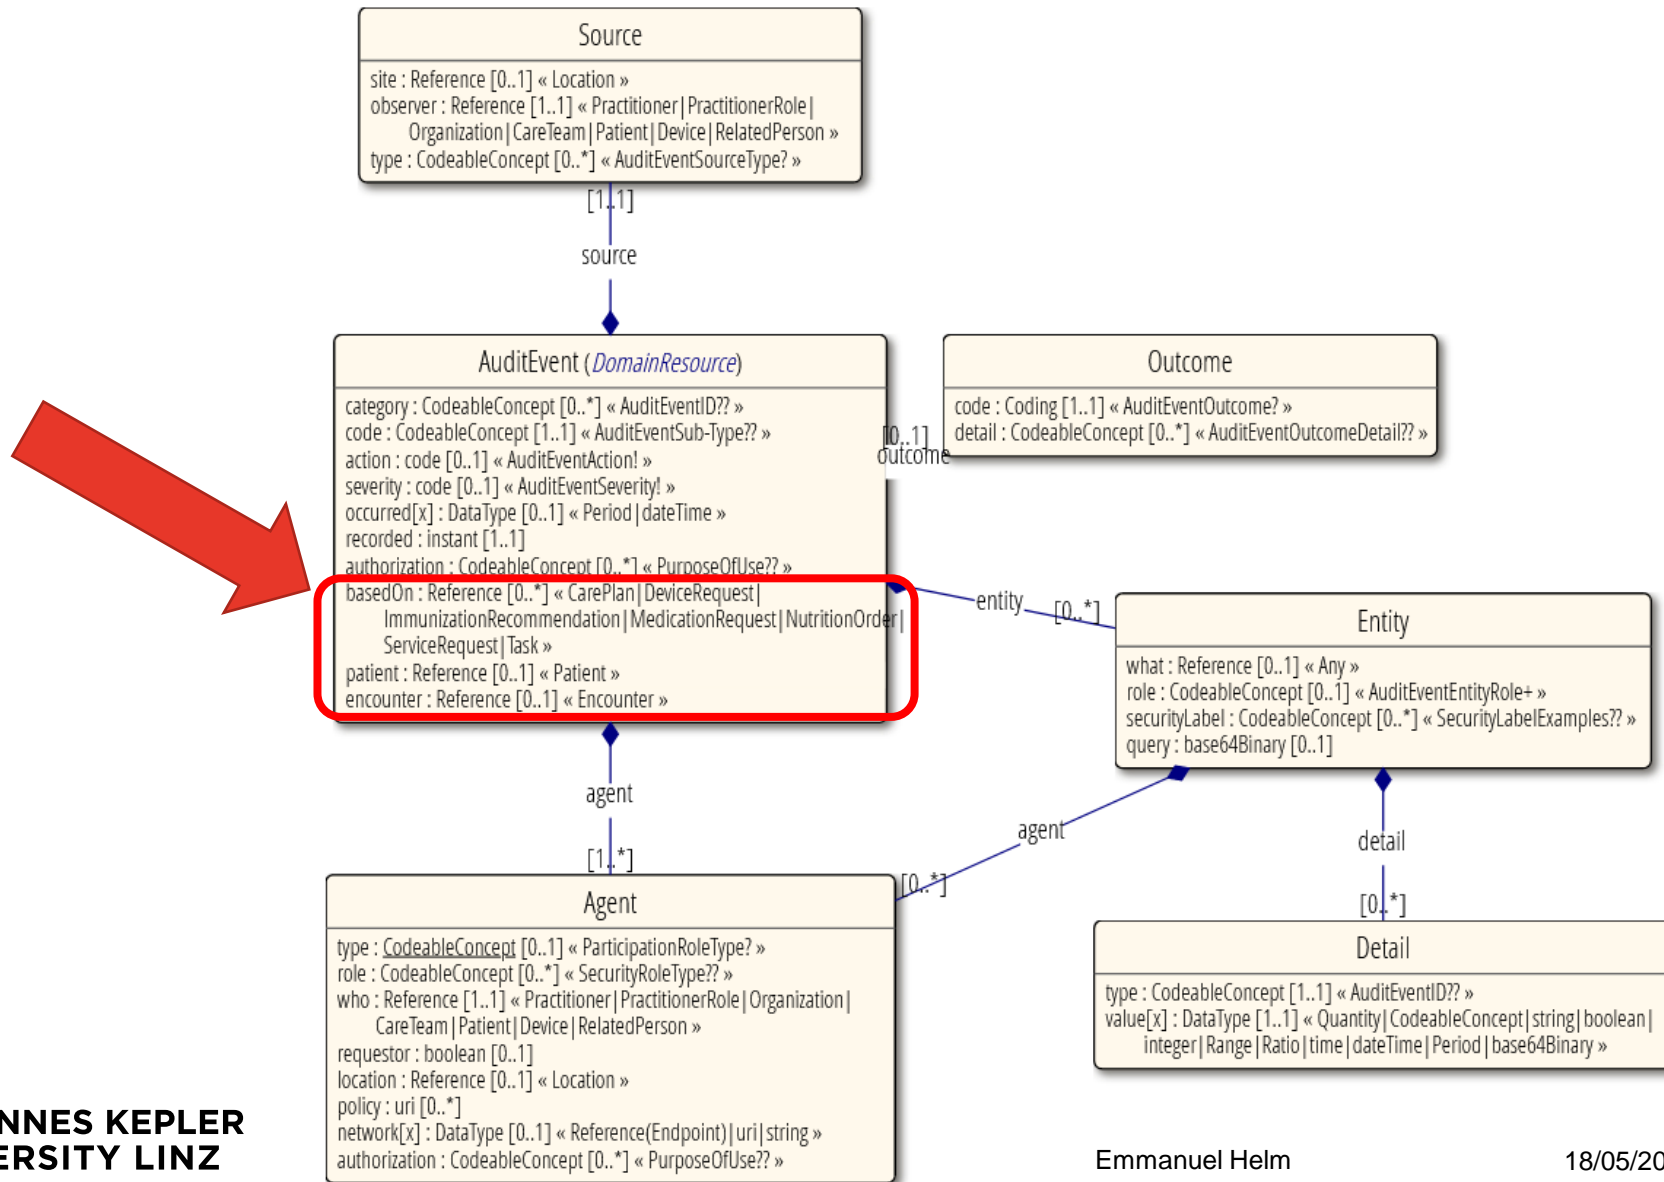 Source
site : Reference [0..1] « Location »
observer : Reference [1..1] « Practitioner|PractitionerRole|
Organization|CareTeam|Patient|Device|RelatedPerson »
type : CodeableConcept [0..*] « AuditEventSourceType? »
[1..1]
source
AuditEvent (DomainResource)
category : CodeableConcept [0..*] « AuditEventID?? »
code : CodeableConcept [1..1] « AuditEventSub-Type?? »
action : code [0..1] « AuditEventAction! »
severity : code [0..1] « AuditEventSeverity! »
occurred[x] : DataType [0..1] « Period|dateTime »
recorded : instant [1..1]
authorization : CodeableConcept [0..*] « PurposeOfUse?? »
basedOn : Reference [0..*] « CarePlan|DeviceRequest|
ImmunizationRecommendation|MedicationRequest|NutritionOrder|
ServiceRequest|Task »
patient : Reference [0..1] « Patient »
encounter : Reference [0..1] « Encounter »
[0..1]
outcome
Outcome
code : Coding [1..1] « AuditEventOutcome? »
detail : CodeableConcept [0..*] « AuditEventOutcomeDetail?? »
entity
[0..*]
Entity
what : Reference [0..1] « Any »
role : CodeableConcept [0..1] « AuditEventEntityRole+ »
securityLabel : CodeableConcept [0..*] « SecurityLabelExamples?? »
query : base64Binary [0..1]
agent
[1..*]
agent
[0..*]
detail
[0..*]
Agent
type : CodeableConcept [0..1] « ParticipationRoleType? »
role : CodeableConcept [0..*] « SecurityRoleType?? »
who : Reference [1..1] « Practitioner|PractitionerRole|Organization|
CareTeam|Patient|Device|RelatedPerson »
requestor : boolean [0..1]
location : Reference [0..1] « Location »
policy : uri [0..*]
network[x] : DataType [0..1] « Reference(Endpoint)|uri|string »
authorization : CodeableConcept [0..*] « PurposeOfUse?? »
Detail
type : CodeableConcept [1..1] « AuditEventID?? »
value[x] : DataType [1..1] « Quantity|CodeableConcept|string|boolean|
integer|Range|Ratio|time|dateTime|Period|base64Binary »
NNES KEPLER
ERSITY LINZ
Emmanuel Helm
18/05/20